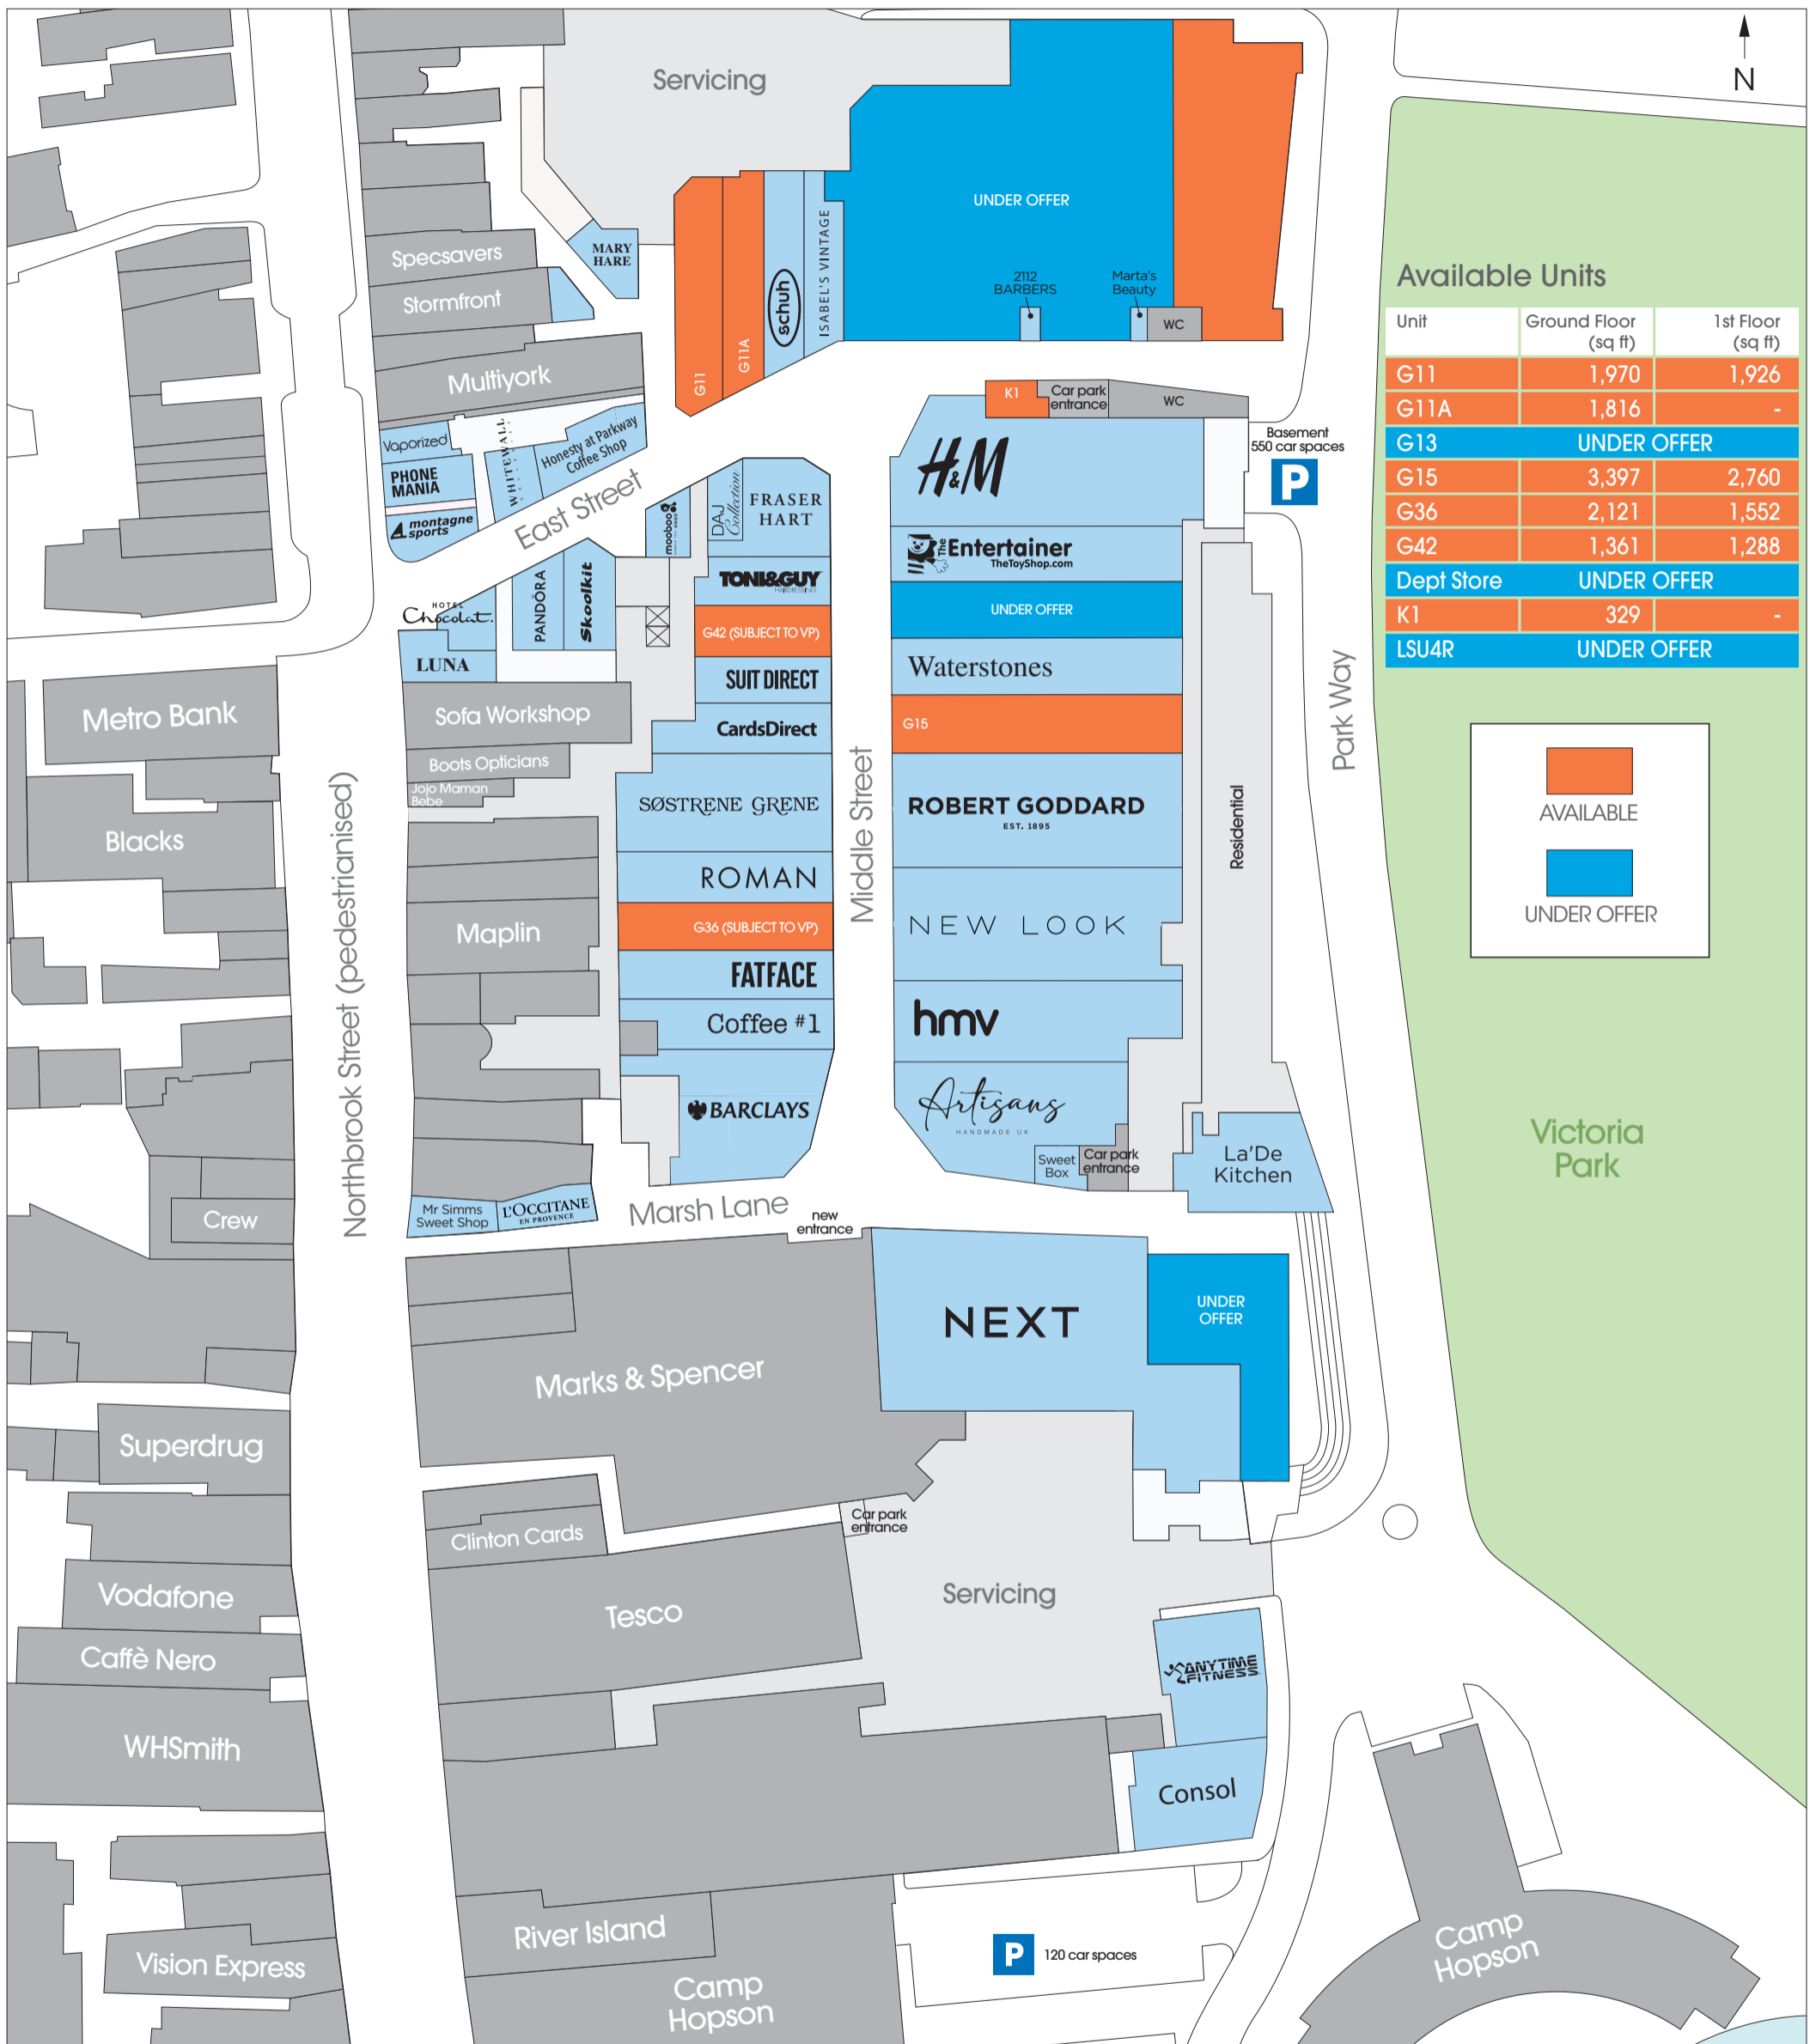 Servicing
N
UNDER OFFER
Specsavers
Stormfront
MARY
HARE
schuh
ISABEL'S VINTAGE
2112
BARBERS
Marta's
Beauty
WC
G11
G11A
Multiyork
Vaporized
PHONE
MANIA
montagne
sports
WHITEWALL
Honesty at Parkway
Coffee Shop
East Street
K1
Car park
entrance
WC
H&M
Basement
550 car spaces
P
Available Units
Unit Ground Floor (sq ft) 1st Floor (sq ft)
G11 1,970 1,926
G11A 1,816 -
G13 UNDER OFFER
G15 3,397 2,760
G36 2,121 1,552
G42 1,361 1,288
Dept Store UNDER OFFER
K1 329 -
LSU4R UNDER OFFER
AVAILABLE
UNDER OFFER
mooboo
DAJ
Collection
FRASER
HART
TONI&GUY
HAIRDRESSING
G42 (SUBJECT TO VP)
SUIT DIRECT
CardsDirect
SØSTRENE GRENE
ROMAN
G36 (SUBJECT TO VP)
FATFACE
Coffee #1
BARCLAYS
The Entertainer
TheToyShop.com
UNDER OFFER
Waterstones
G15
ROBERT GODDARD
EST. 1895
NEW LOOK
hmv
Artisans
HANDMADE UK
Sweet
Box
Car park
entrance
La'De
Kitchen
Residential
Park Way
Middle Street
Victoria
Park
HOTEL
Chocolat.
PANDÖRA
Skoolkit
LUNA
Sofa Workshop
Boots Opticians
Jojo Maman
Bebe
Maplin
Mr Simms
Sweet Shop
L'OCCITANE
EN PROVENCE
Marsh Lane
new
entrance
Northbrook Street (pedestrianised)
Metro Bank
Blacks
Crew
Superdrug
Vodafone
Caffè Nero
WHSmith
Vision Express
Marks & Spencer
NEXT
UNDER
OFFER
Clinton Cards
Car park
entrance
Tesco
Servicing
ANYTIME
FITNESS
Consol
River Island
Camp
Hopson
P
120 car spaces
Camp
Hopson